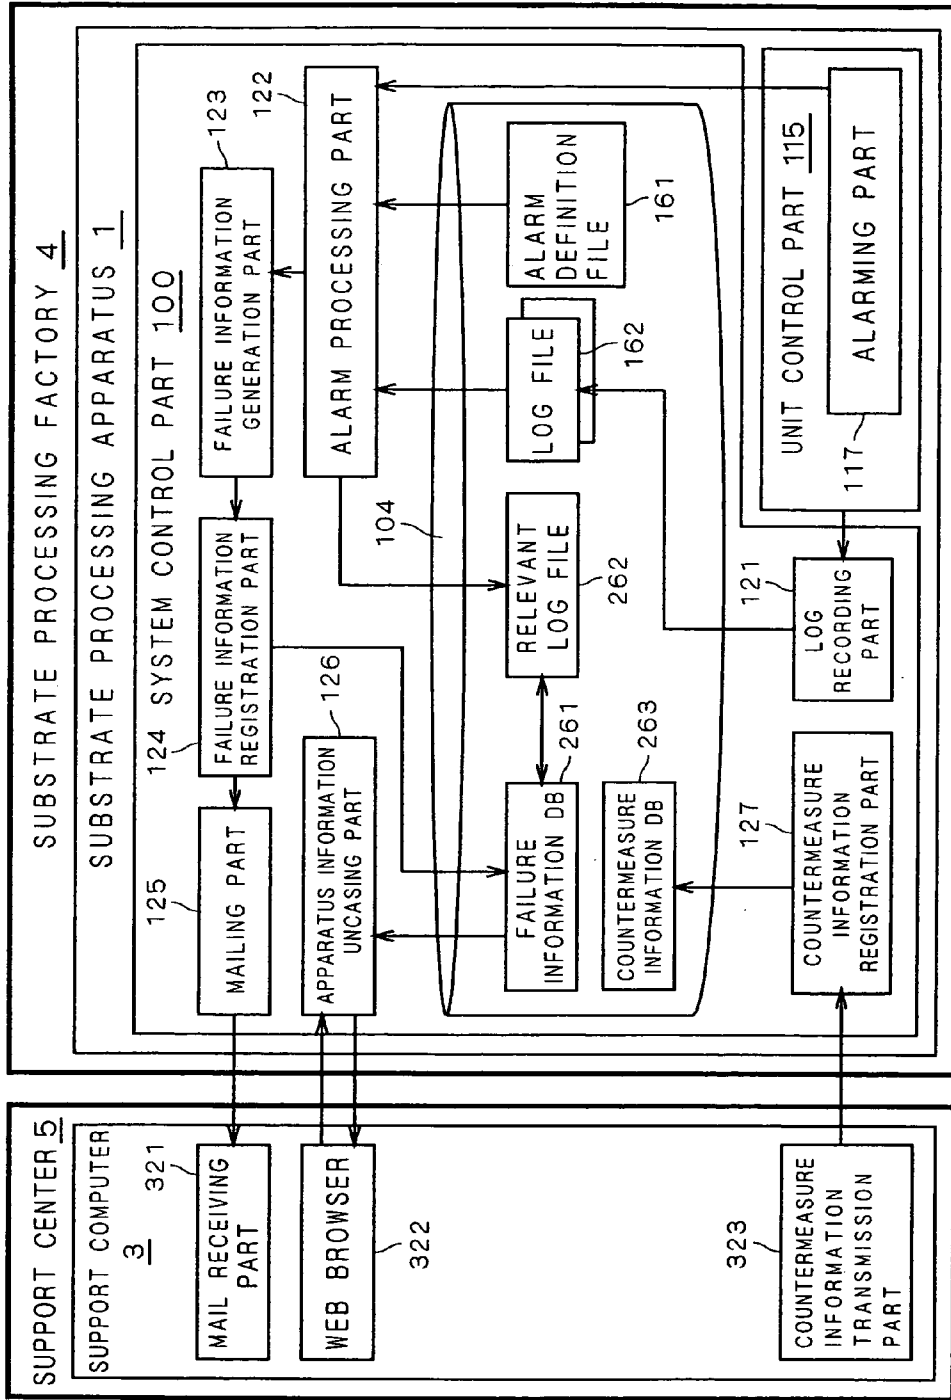 SUPPORT CENTER 5
SUPPORT COMPUTER
3
321
MAIL RECEIVING
PART
WEB BROWSER
322
323
COUNTERMEASURE
INFORMATION
TRANSMISSION
PART
SUBSTRATE PROCESSING FACTORY 4
SUBSTRATE PROCESSING APPARATUS 1
SYSTEM CONTROL PART 100
125
MAILING PART
124
FAILURE INFORMATION
REGISTRATION PART
123
FAILURE INFORMATION
GENERATION PART
122
ALARM PROCESSING PART
126
APPARATUS INFORMATION
UNCASING PART
104
FAILURE
INFORMATION DB
261
RELEVANT
LOG FILE
262
LOG FILE
162
ALARM
DEFINITION
FILE
161
COUNTERMEASURE
INFORMATION DB
263
127
COUNTERMEASURE
INFORMATION
REGISTRATION PART
121
LOG
RECORDING
PART
UNIT CONTROL PART 115
117
ALARMING PART